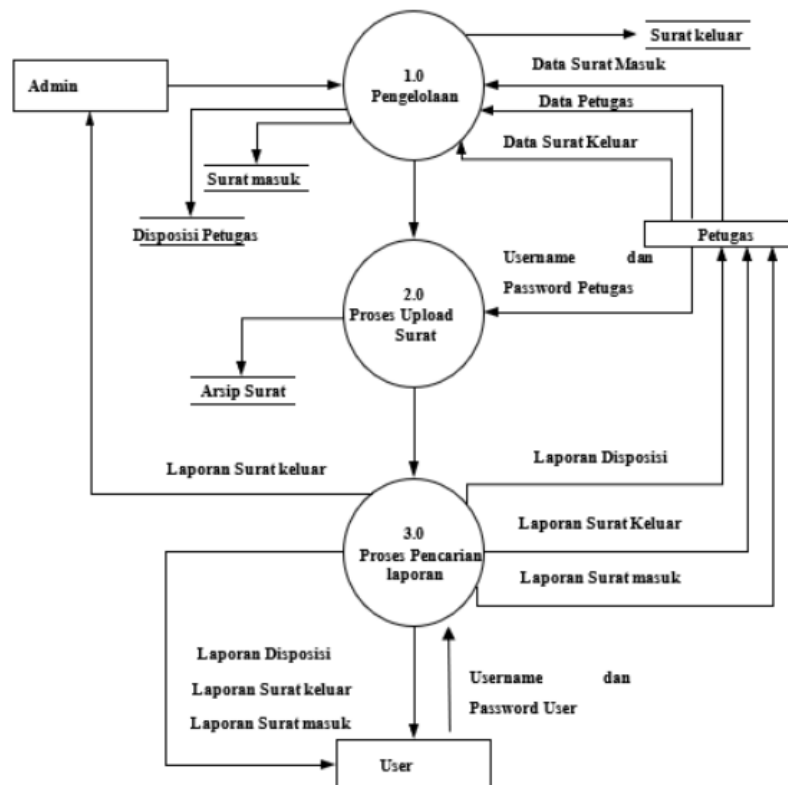 Surat keluar
1.0
Pengelolaan
Data Surat Masuk
Admin
Data Petugas
Data Surat Keluar
Surat masuk
Disposisi Petugas
Petugas
Username dan
Password Petugas
2.0
Proses Upload
Surat
Arsip Surat
Laporan Surat keluar
Laporan Disposisi
Laporan Surat Keluar
3.0
Proses Pencarian
laporan
Laporan Surat masuk
Laporan Disposisi
Laporan Surat keluar
Laporan Surat masuk
Username dan
Password User
User